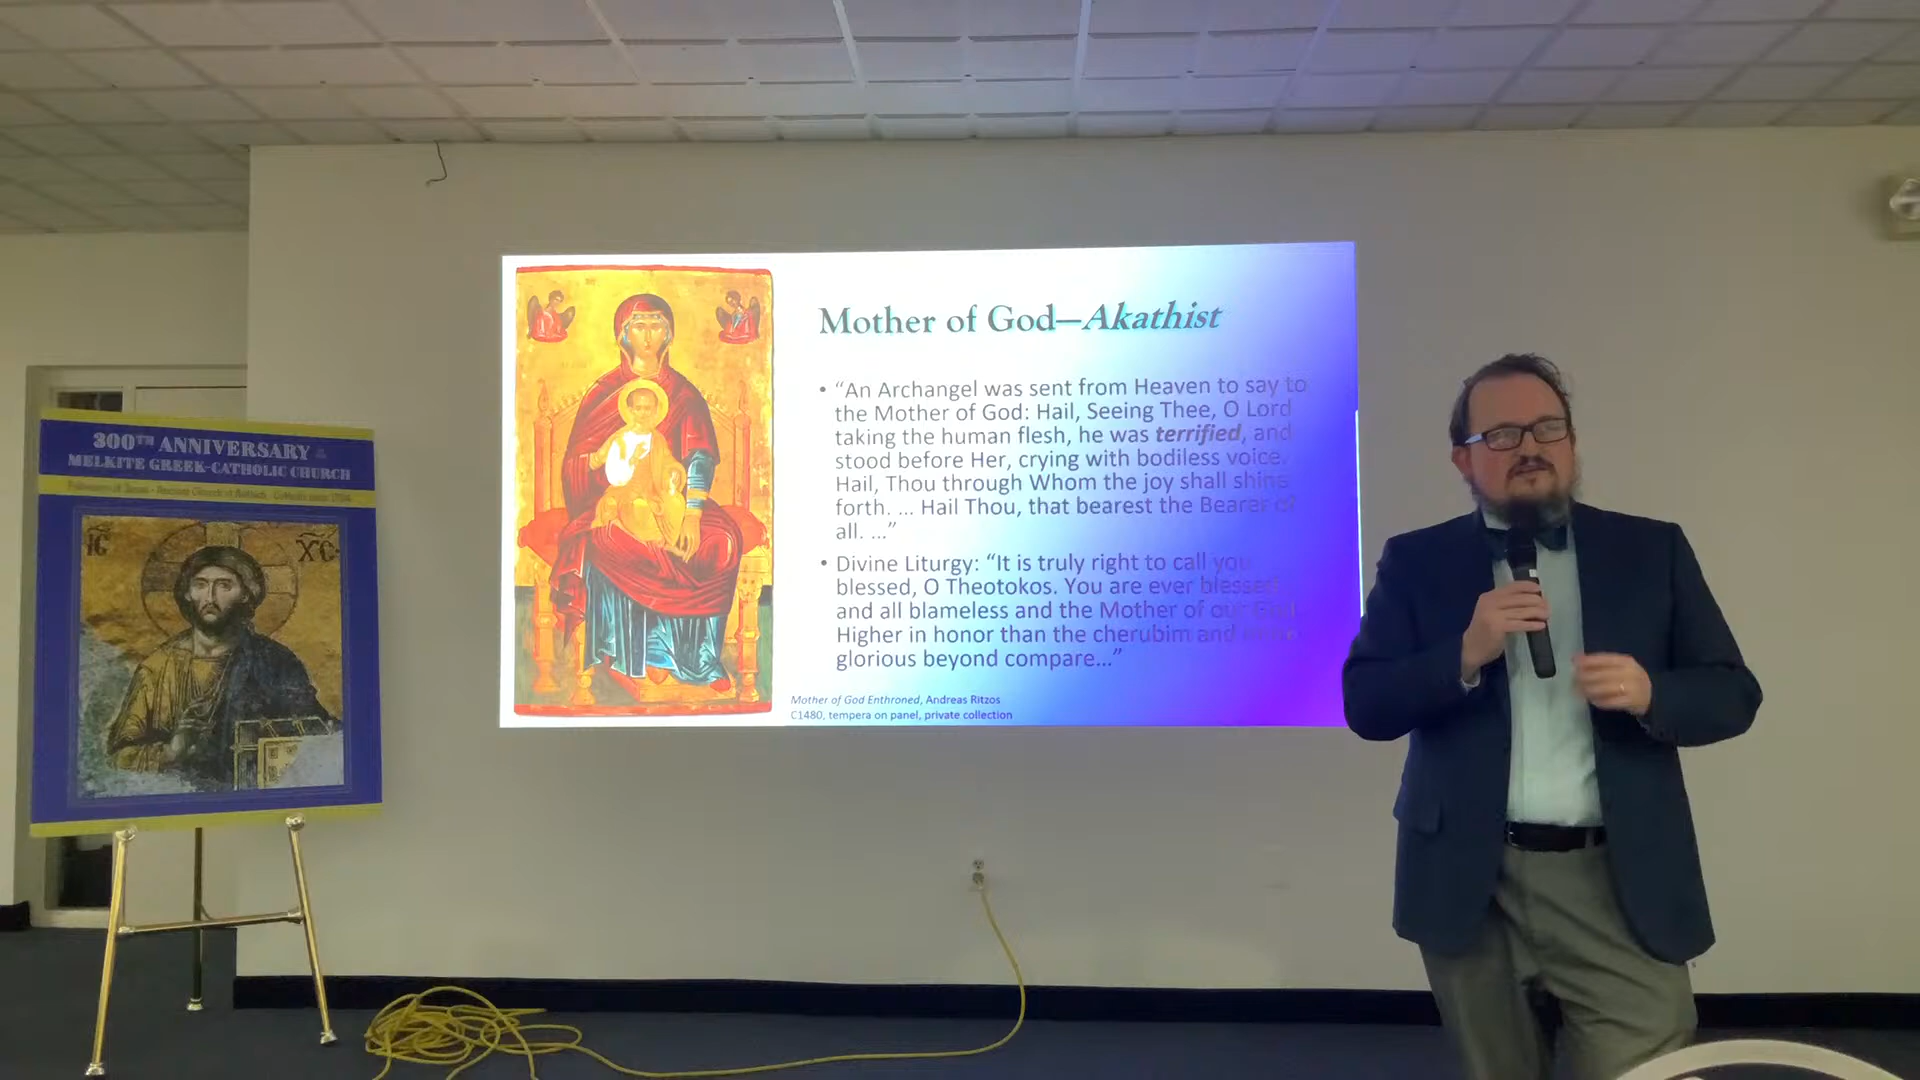 300TH ANNIVERSARY
MELKITE GREEK-CATHOLIC CHURCH
IC XC
Mother of God—Akathist
• “An Archangel was sent from Heaven to say to
the Mother of God: Hail, Seeing Thee, O Lord
taking the human flesh, he was terrified, and
stood before Her, crying with bodiless voice.
Hail, Thou through Whom the joy shall shine
forth. ... Hail Thou, that bearest the Bearer of
all. ...”
• Divine Liturgy: “It is truly right to call you
blessed, O Theotokos. You are ever blessed
and all blameless and the Mother of our God.
Higher in honor than the cherubim and
glorious beyond compare...”
Mother of God Enthroned, Andreas Ritzos
C1480, tempera on panel, private collection